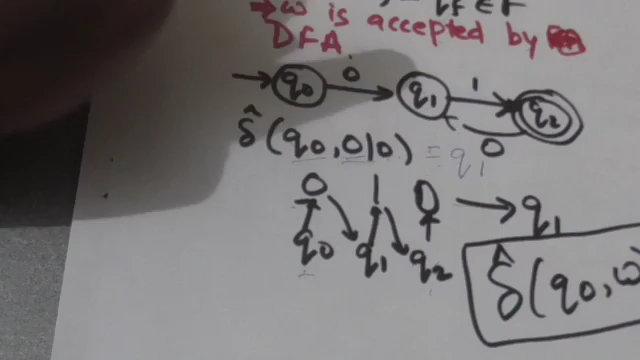 → w is accepted by
DFA
→ q0 0 → q1 1 → q2
0
δ̂(q0, 010) = q1
0 1 0 → q1
q0 q1 q2
δ̂(q0, w